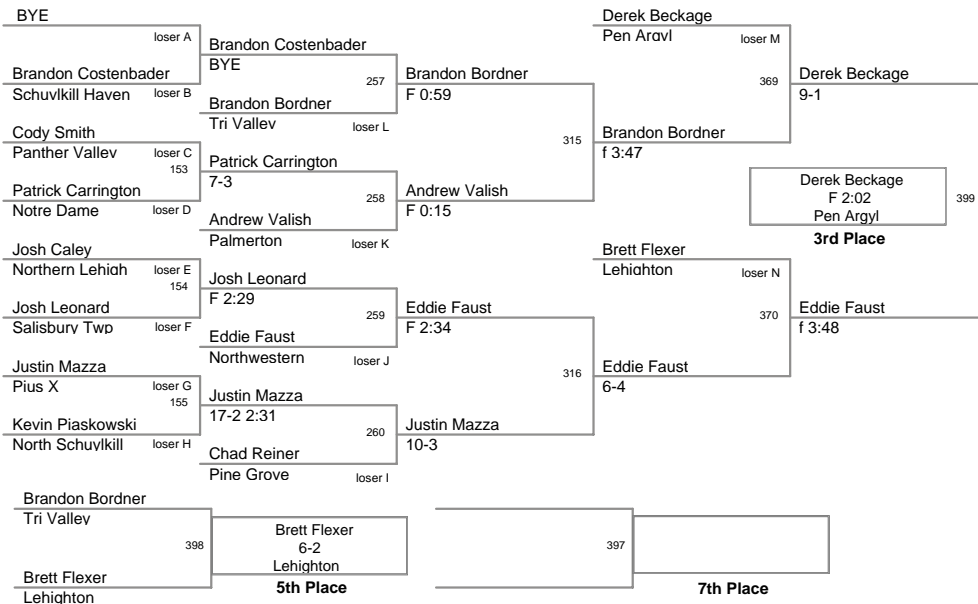 BYE
loser A
Brandon Costenbader
Schuylkill Haven loser B
Cody Smith
Panther Valley loser C
153
Patrick Carrington
Notre Dame loser D
Josh Caley
Northern Lehigh loser E
154
Josh Leonard
Salisbury Twp loser F
Justin Mazza
Pius X loser G
155
Kevin Piaskowski
North Schuylkill loser H
Brandon Costenbader
BYE
257
Brandon Bordner
Tri Valley loser L
Patrick Carrington
7-3
258
Andrew Valish
Palmerton loser K
Josh Leonard
F 2:29
259
Eddie Faust
Northwestern loser J
Justin Mazza
17-2 2:31
260
Chad Reiner
Pine Grove loser I
Brandon Bordner
F 0:59
315
Andrew Valish
F 0:15
Eddie Faust
F 2:34
316
Justin Mazza
10-3
Derek Beckage
Pen Argyl loser M
369
Brandon Bordner
f 3:47
Brett Flexer
Lehighton loser N
370
Eddie Faust
6-4
Derek Beckage
9-1
Derek Beckage
F 2:02
Pen Argyl
399
3rd Place
Eddie Faust
f 3:48
Brandon Bordner
Tri Valley
398
Brett Flexer
Lehighton
Brett Flexer
6-2
Lehighton
5th Place
397
7th Place